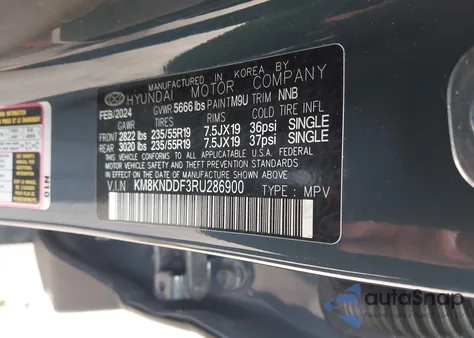 MANUFACTURED IN KOREA BY
HYUNDAI MOTOR COMPANY
FEB/2024 GVWR 5666 lbs PAINT TM9U TRIM NNB
GAWR TIRES RIMS COLD TIRE INFL
FRONT 2822 lbs 235/55R19 7.5JX19 36psi SINGLE
REAR 3020 lbs 235/55R19 7.5JX19 37psi SINGLE
THIS VEHICLE CONFORMS TO ALL APPLICABLE U.S.
FEDERAL MOTOR VEHICLE SAFETY, BUMPER,
AND THEFT PREVENTION STANDARDS
IN EFFECT ON THE DATE OF MANUFACTURE SHOWN ABOVE.
V.I.N KM8KNDDF3RU286900 TYPE : MPV
N10
autoSnap